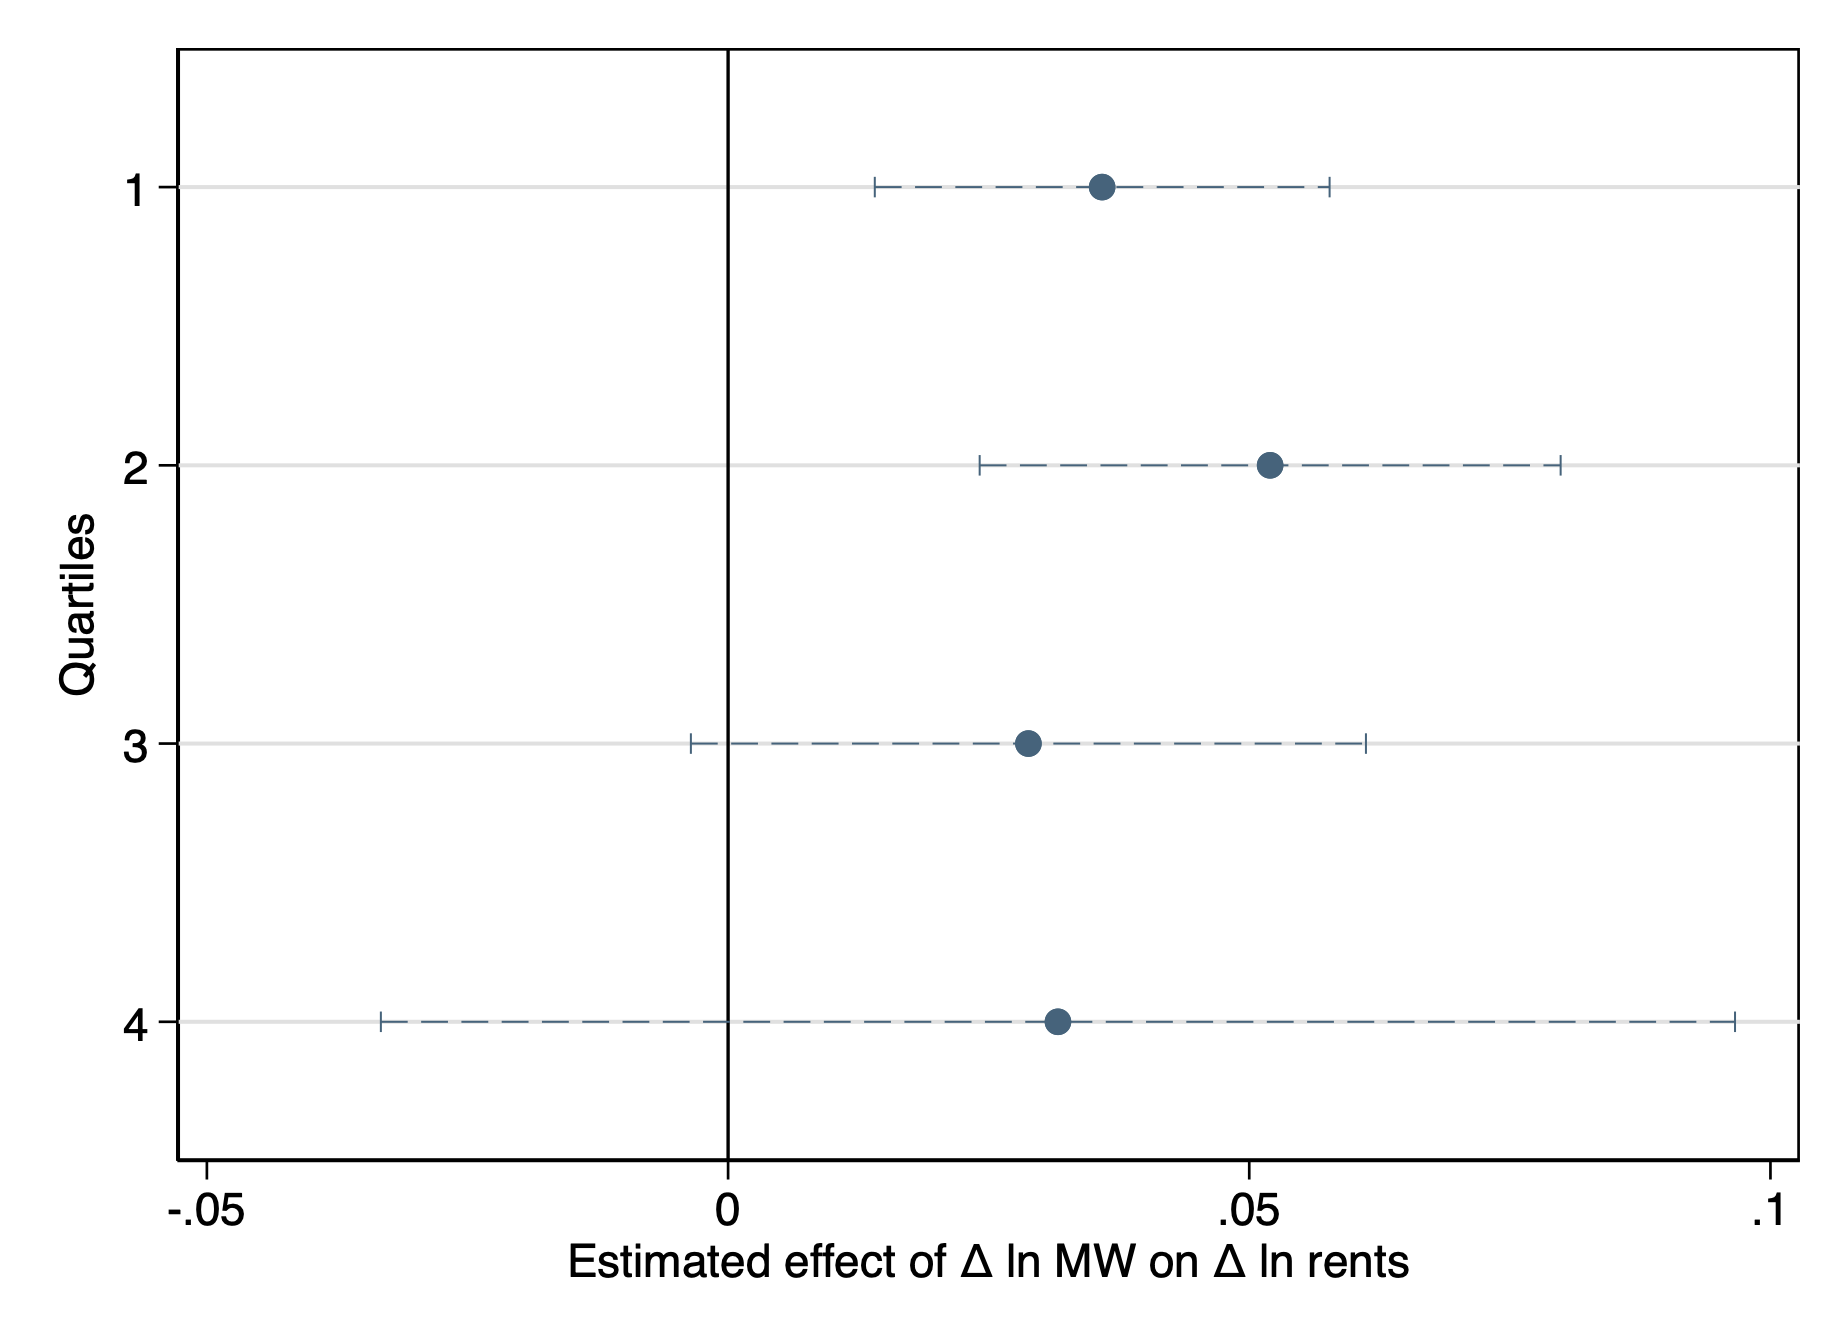 Quartiles
1
2
3
4
-.05 0 .05 .1
Estimated effect of Δ ln MW on Δ ln rents